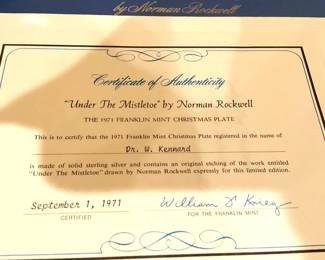 by Norman Rockwell
Certificate of Authenticity
"Under The Mistletoe" by Norman Rockwell
THE 1971 FRANKLIN MINT CHRISTMAS PLATE
This is to certify that the 1971 Franklin Mint Christmas Plate registered in the name of
Dr. W. Kennard
is made of solid sterling silver and contains an original etching of the work entitled
"Under The Mistletoe" drawn by Norman Rockwell expressly for this limited edition.
September 1, 1971
CERTIFIED
FOR THE FRANKLIN MINT